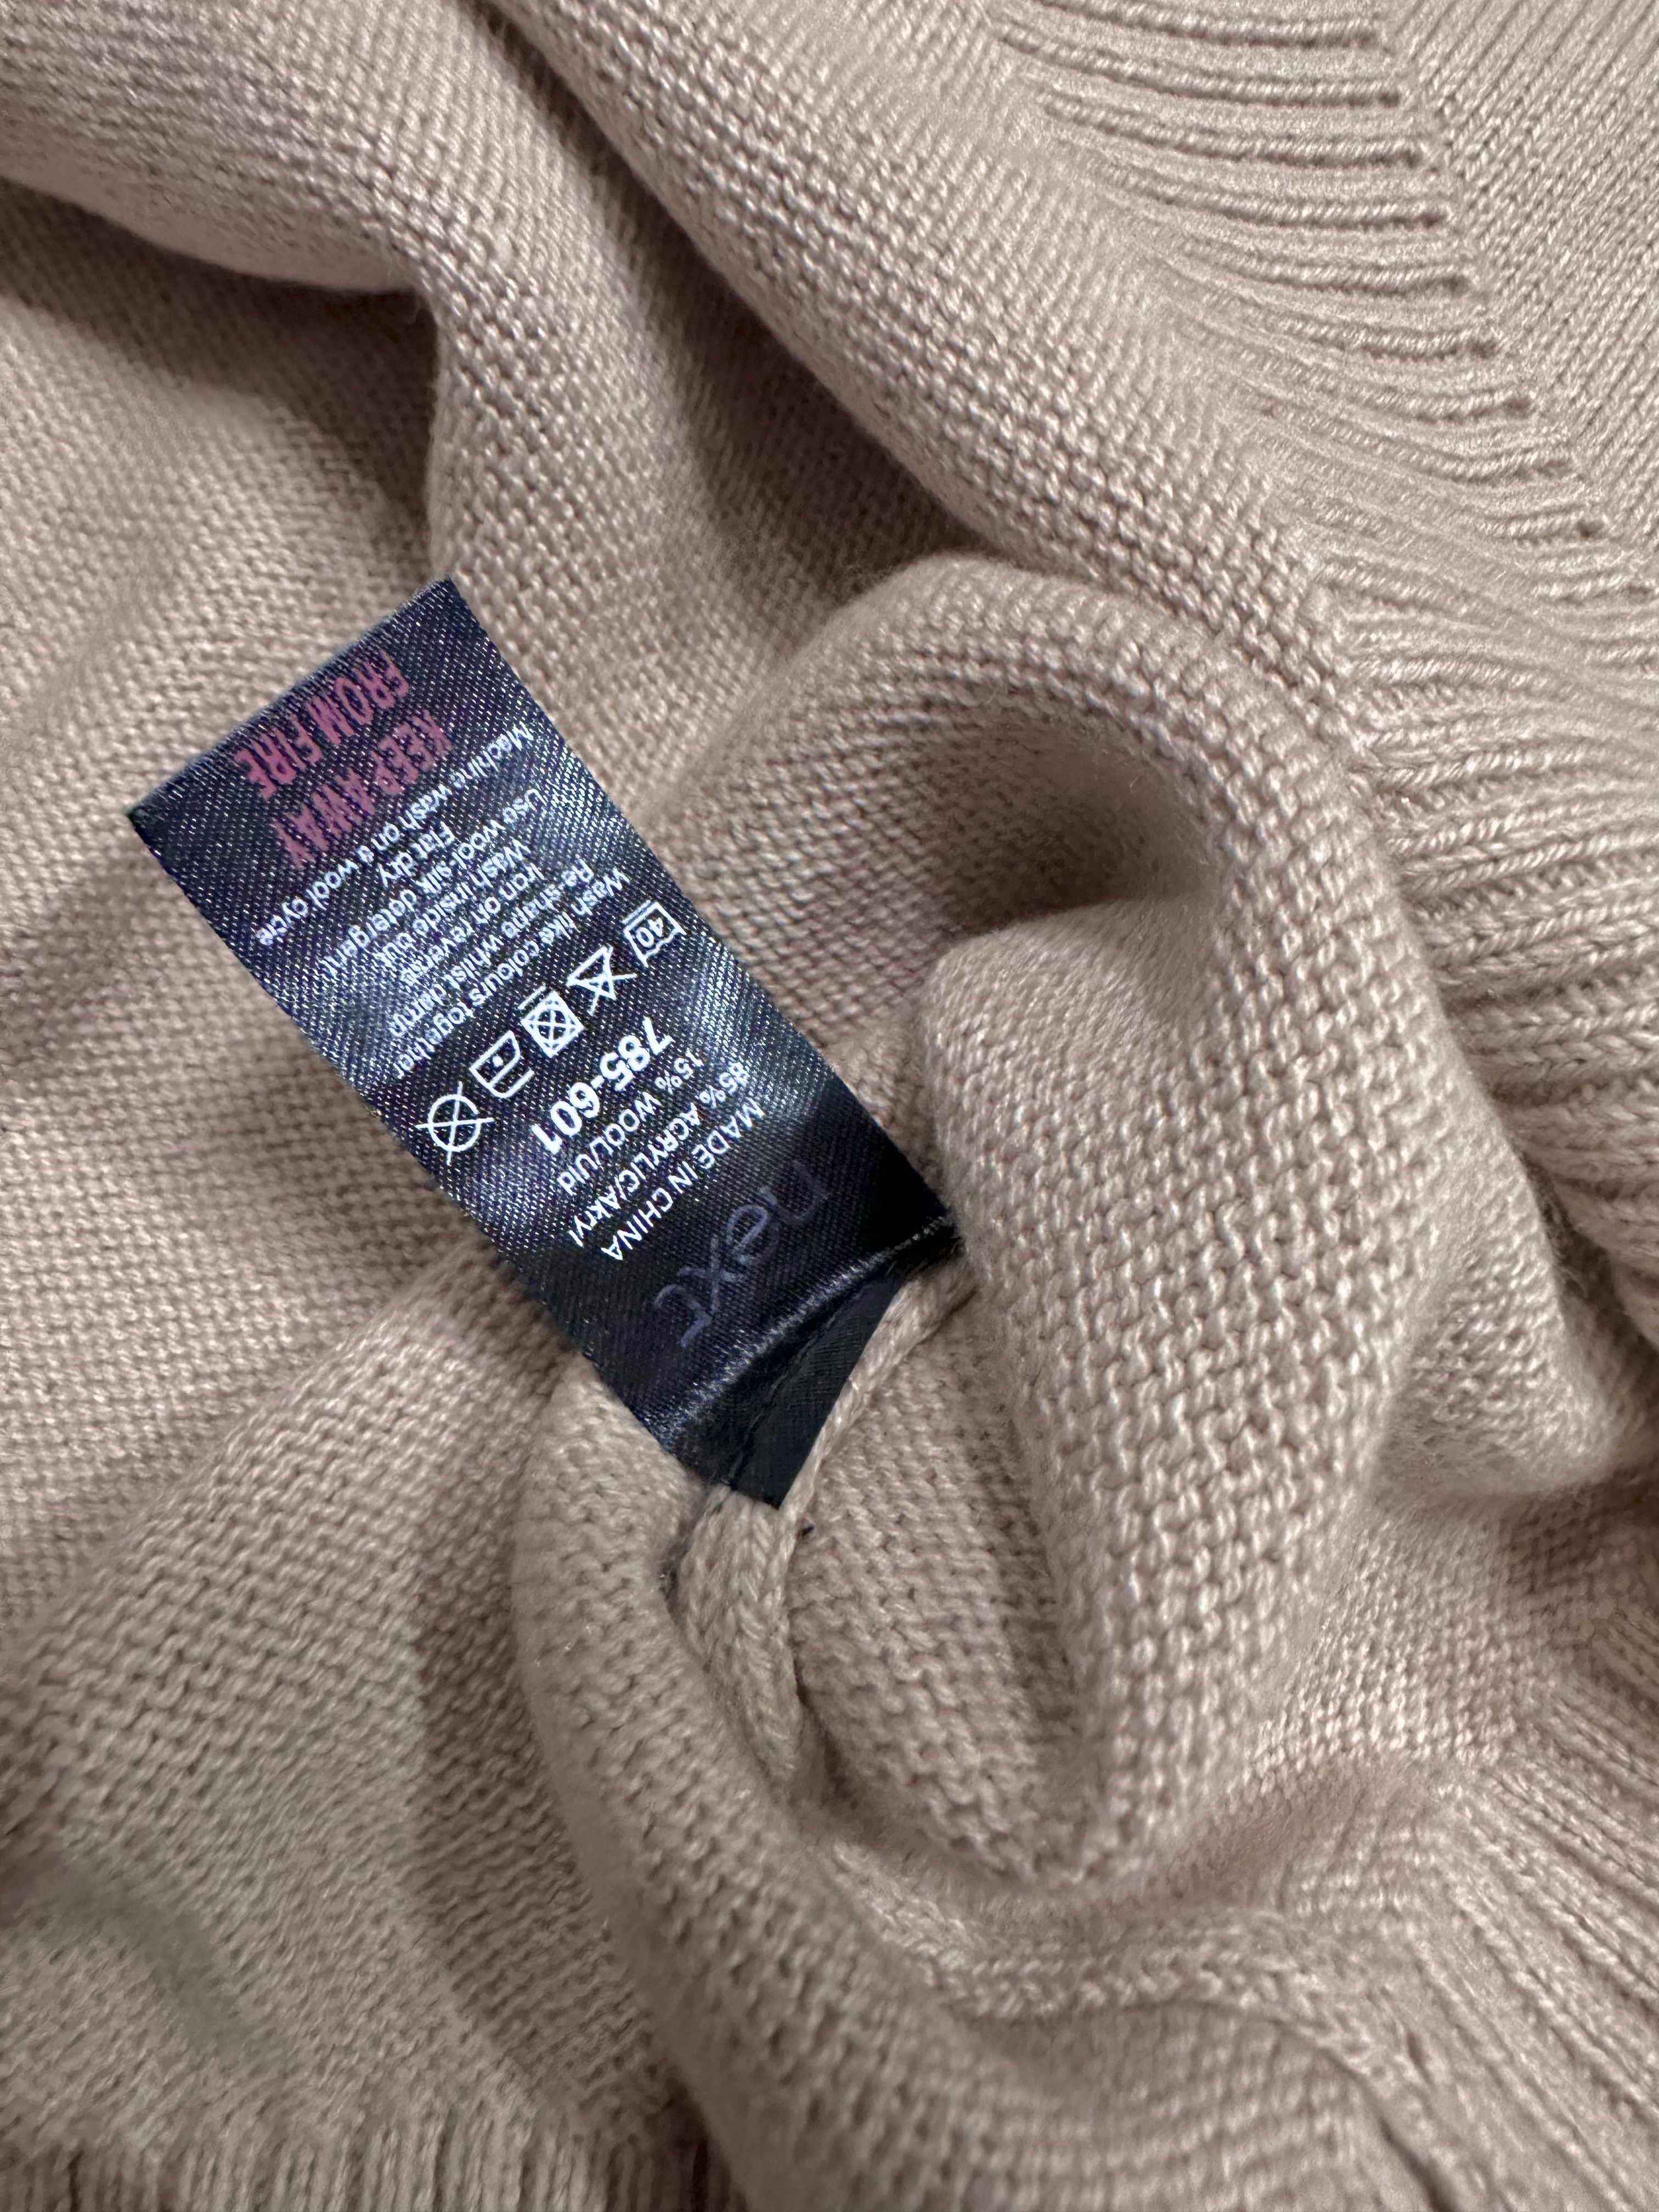 next
MADE IN CHINA
85% ACRYLIC/Akryl
15% WOOL/Uld
785-601
40
Wash like colours together
Re-shape whilst damp
Iron on reverse
Wash inside out
Use wool or silk detergent
Flat dry
Machine wash on a wool cycle
KEEP AWAY
FROM FIRE